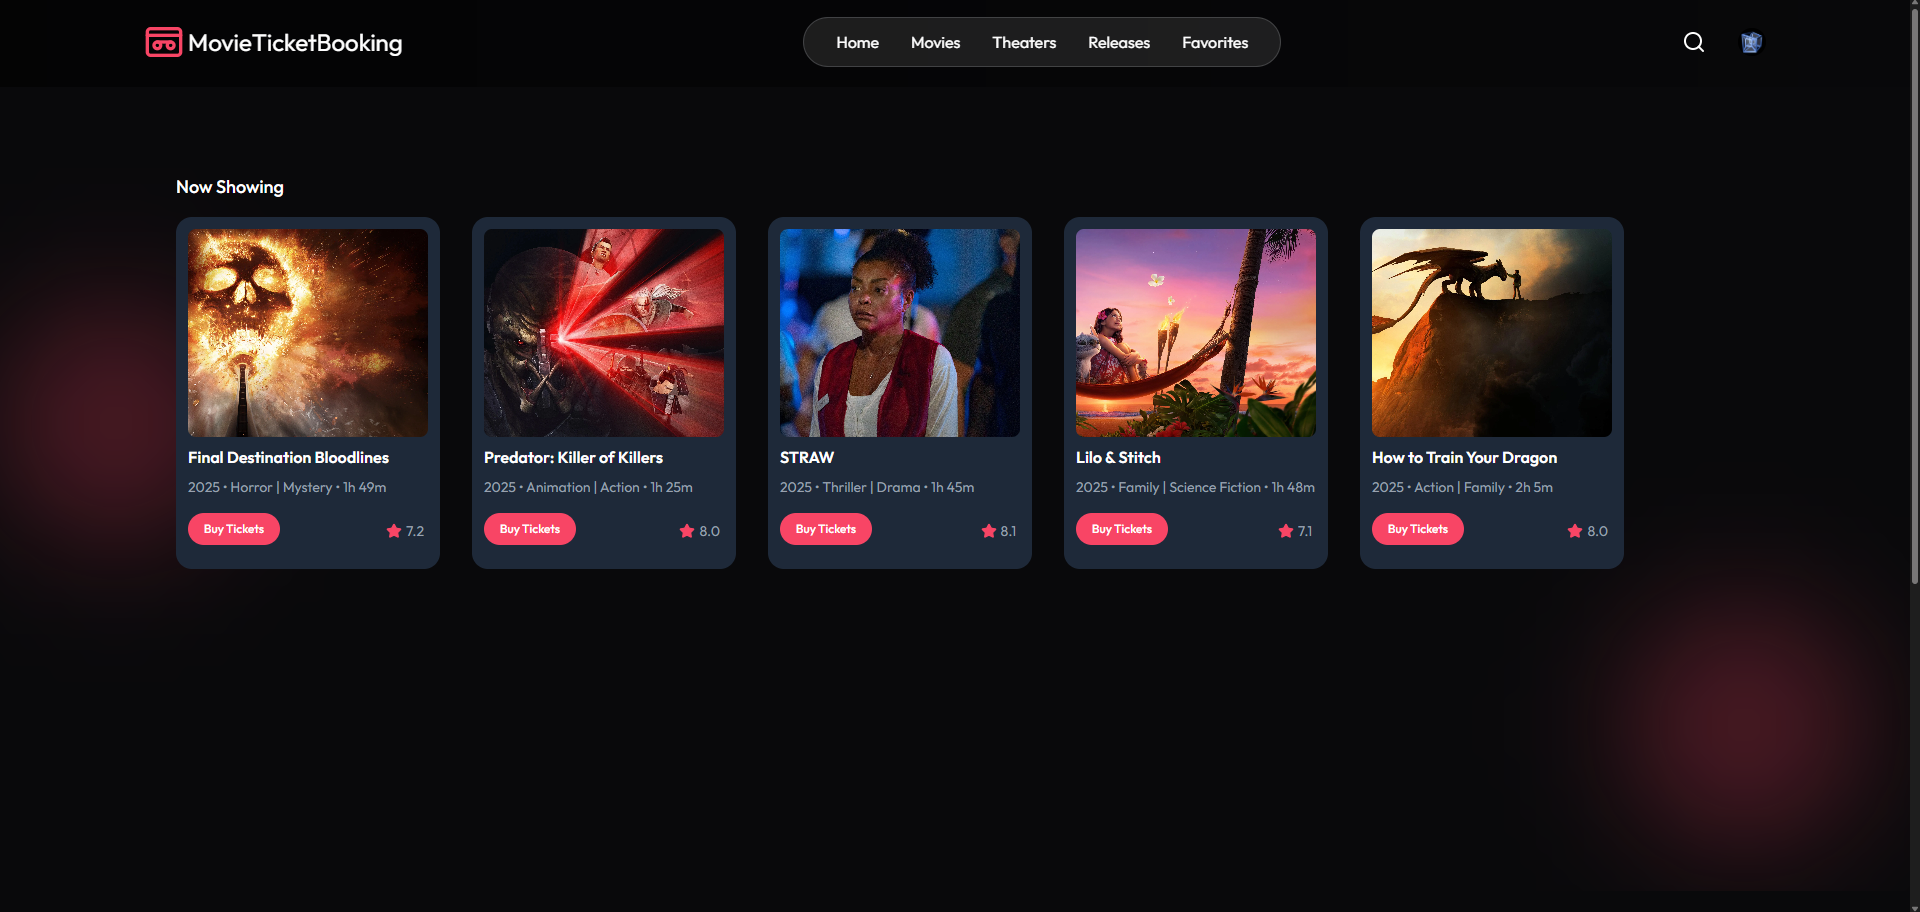 MovieTicketBooking
Home Movies Theaters Releases Favorites
Now Showing
Final Destination Bloodlines
2025 • Horror | Mystery • 1h 49m
Buy Tickets 7.2
Predator: Killer of Killers
2025 • Animation | Action • 1h 25m
Buy Tickets 8.0
STRAW
2025 • Thriller | Drama • 1h 45m
Buy Tickets 8.1
Lilo & Stitch
2025 • Family | Science Fiction • 1h 48m
Buy Tickets 7.1
How to Train Your Dragon
2025 • Action | Family • 2h 5m
Buy Tickets 8.0